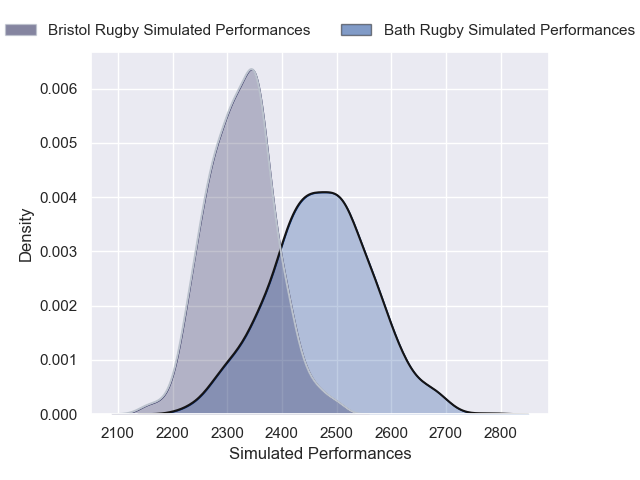 Bristol Rugby Simulated Performances
Bath Rugby Simulated Performances
0.006
0.005
0.004
0.003
0.002
0.001
0.000
Density
2100 2200 2300 2400 2500 2600 2700 2800
Simulated Performances